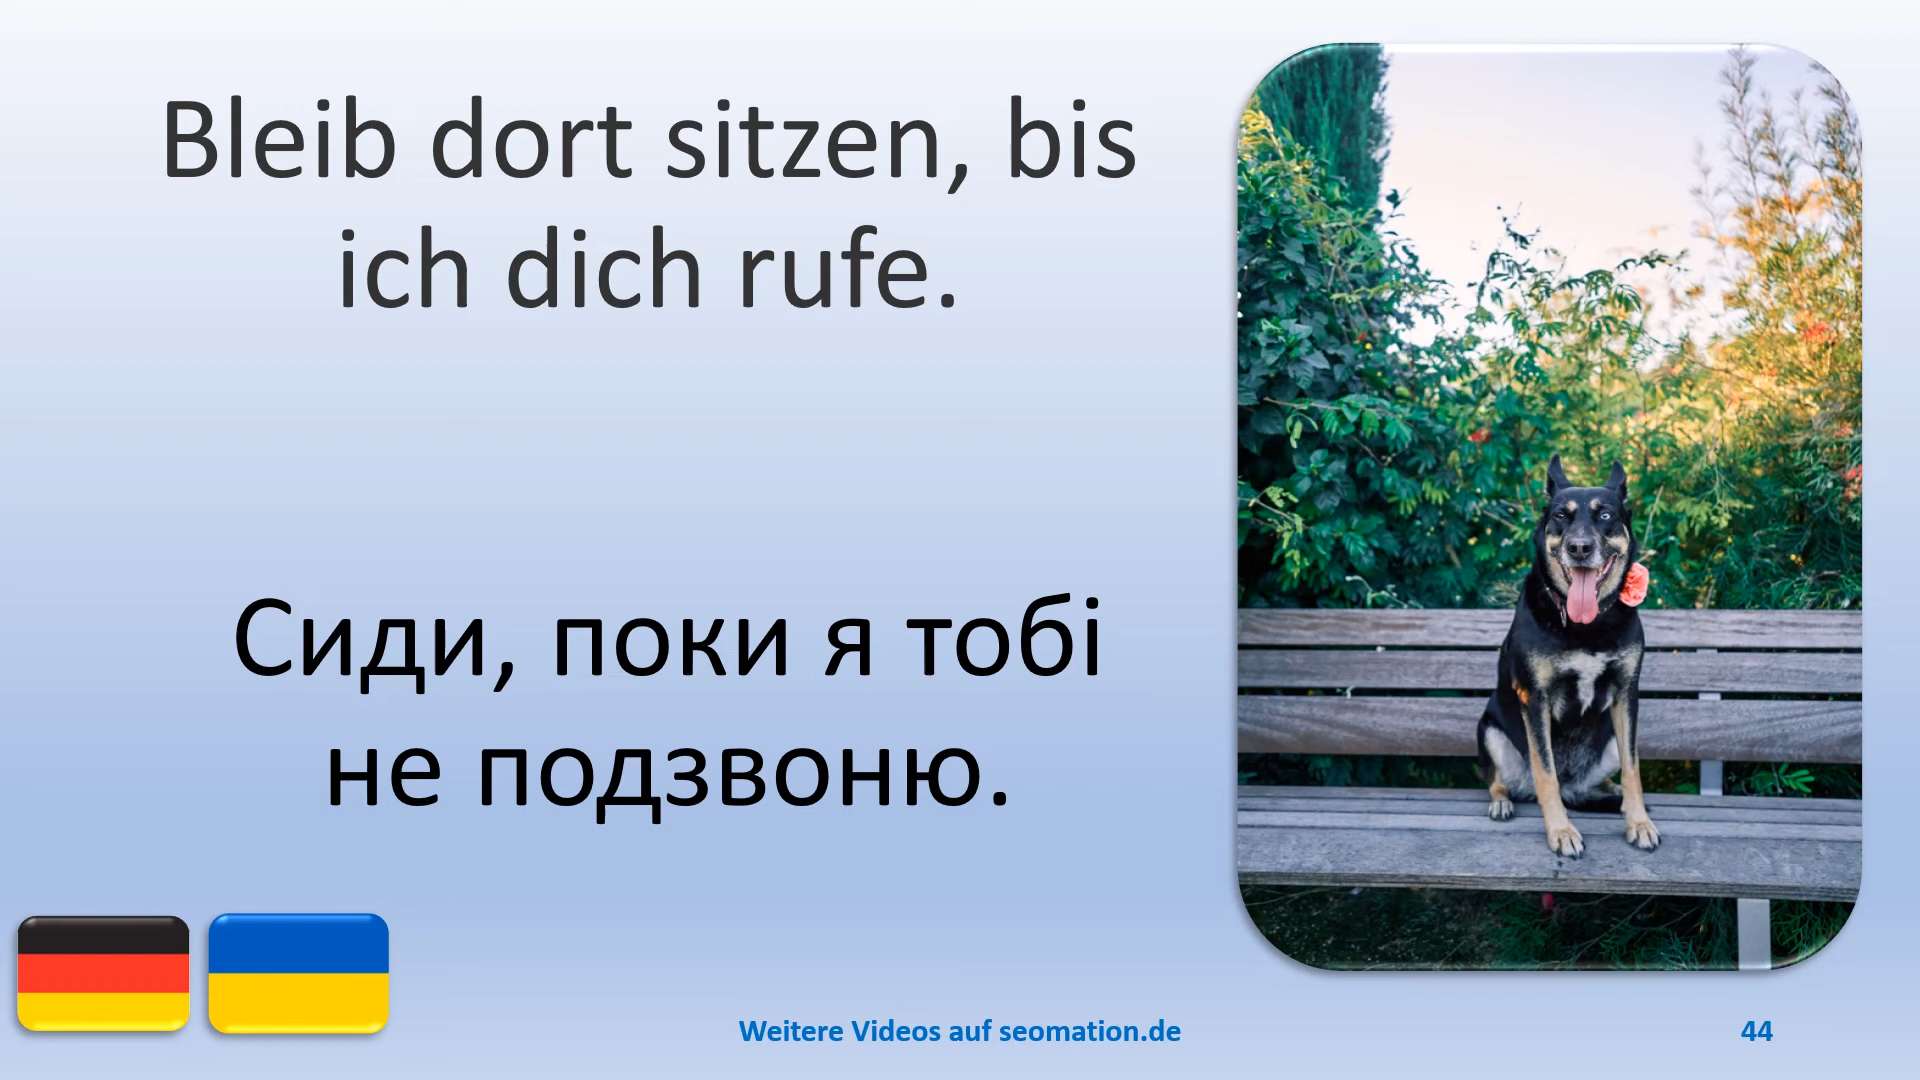 Bleib dort sitzen, bis
ich dich rufe.
Сиди, поки я тобі
не подзвоню.
Weitere Videos auf seomation.de
44